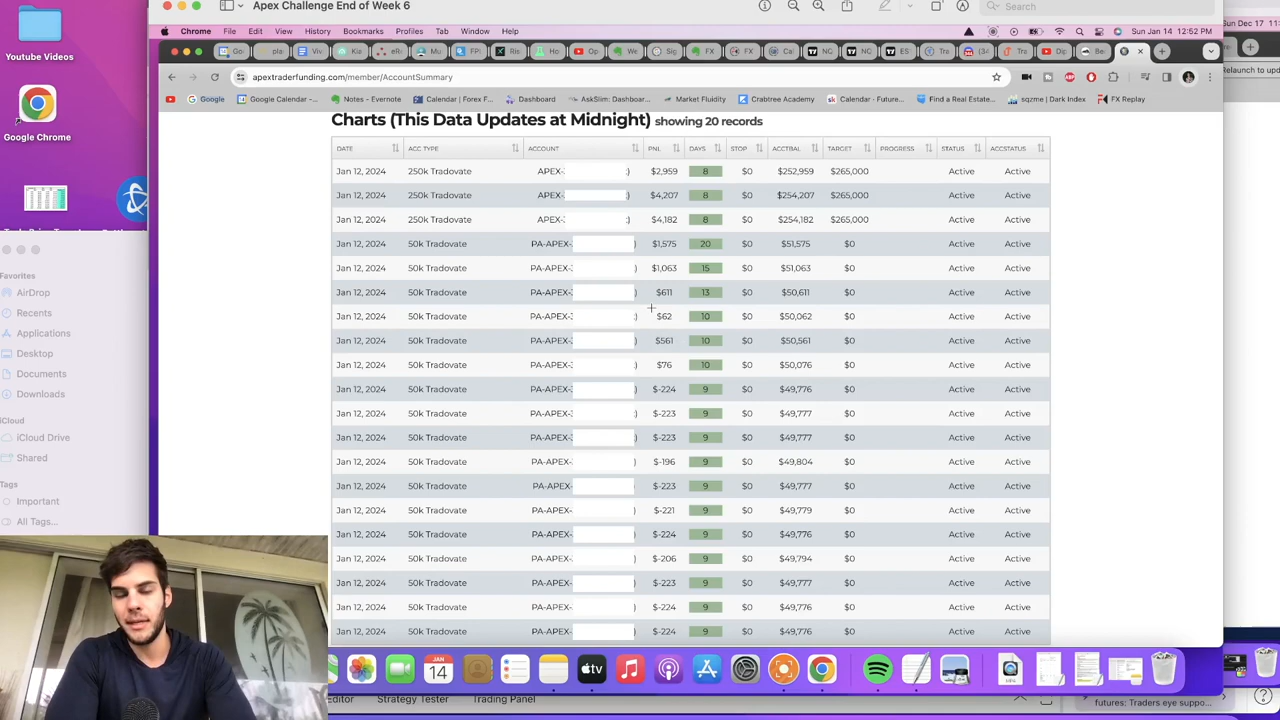 Youtube Videos
Google Chrome
Favorites
AirDrop
Recents
Applications
Desktop
Documents
Downloads
iCloud
iCloud Drive
Shared
Tags
Important
All Tags...
Apex Challenge End of Week 6
Search
Chrome File Edit View History Bookmarks Profiles Tab Window Help
Sun Jan 14 12:52 PM
Sun Dec 17
apextraderfunding.com/member/AccountSummary
Relaunch to upd
Google Google Calendar -... Notes - Evernote Calendar | Forex F... Dashboard AskSlim: Dashboar... Market Fluidity Crabtree Academy Calendar - Future... Find a Real Estate... sqzme | Dark Index FX Replay
Charts (This Data Updates at Midnight) showing 20 records
DATE ACC TYPE ACCOUNT PNL DAYS STOP ACCTBAL TARGET PROGRESS STATUS ACCSTATUS
Jan 12, 2024 250k Tradovate APEX- :) $2,959 8 $0 $252,959 $265,000 Active Active
Jan 12, 2024 250k Tradovate APEX- :) $4,207 8 $0 $254,207 $265,000 Active Active
Jan 12, 2024 250k Tradovate APEX- :) $4,182 8 $0 $254,182 $265,000 Active Active
Jan 12, 2024 50k Tradovate PA-APEX- ) $1,575 20 $0 $51,575 $0 Active Active
Jan 12, 2024 50k Tradovate PA-APEX- ) $1,063 15 $0 $51,063 $0 Active Active
Jan 12, 2024 50k Tradovate PA-APEX- ) $611 13 $0 $50,611 $0 Active Active
Jan 12, 2024 50k Tradovate PA-APEX- ) $62 10 $0 $50,062 $0 Active Active
Jan 12, 2024 50k Tradovate PA-APEX- ) $561 10 $0 $50,561 $0 Active Active
Jan 12, 2024 50k Tradovate PA-APEX- ) $76 10 $0 $50,076 $0 Active Active
Jan 12, 2024 50k Tradovate PA-APEX- ) $-224 9 $0 $49,776 $0 Active Active
Jan 12, 2024 50k Tradovate PA-APEX- ) $-223 9 $0 $49,777 $0 Active Active
Jan 12, 2024 50k Tradovate PA-APEX- ) $-223 9 $0 $49,777 $0 Active Active
Jan 12, 2024 50k Tradovate PA-APEX- ) $-196 9 $0 $49,804 $0 Active Active
Jan 12, 2024 50k Tradovate PA-APEX- ) $-223 9 $0 $49,777 $0 Active Active
Jan 12, 2024 50k Tradovate PA-APEX- ) $-221 9 $0 $49,779 $0 Active Active
Jan 12, 2024 50k Tradovate PA-APEX- ) $-224 9 $0 $49,776 $0 Active Active
Jan 12, 2024 50k Tradovate PA-APEX- ) $-206 9 $0 $49,794 $0 Active Active
Jan 12, 2024 50k Tradovate PA-APEX- ) $-223 9 $0 $49,777 $0 Active Active
Jan 12, 2024 50k Tradovate PA-APEX- ) $-224 9 $0 $49,776 $0 Active Active
Jan 12, 2024 50k Tradovate PA-APEX- ) $-224 9 $0 $49,776 $0 Active Active
JAN
14
tv
Editor Strategy Tester Trading Panel
futures: Traders eye suppo...